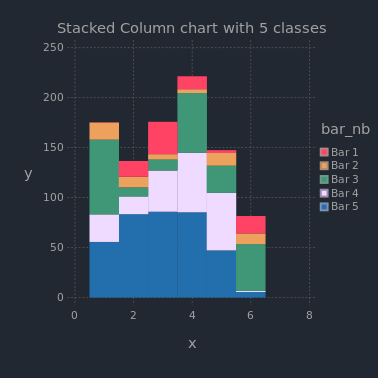 Stacked Column chart with 5 classes
250
200
150
100
50
0
y
0 2 4 6 8
x
bar_nb
Bar 1
Bar 2
Bar 3
Bar 4
Bar 5